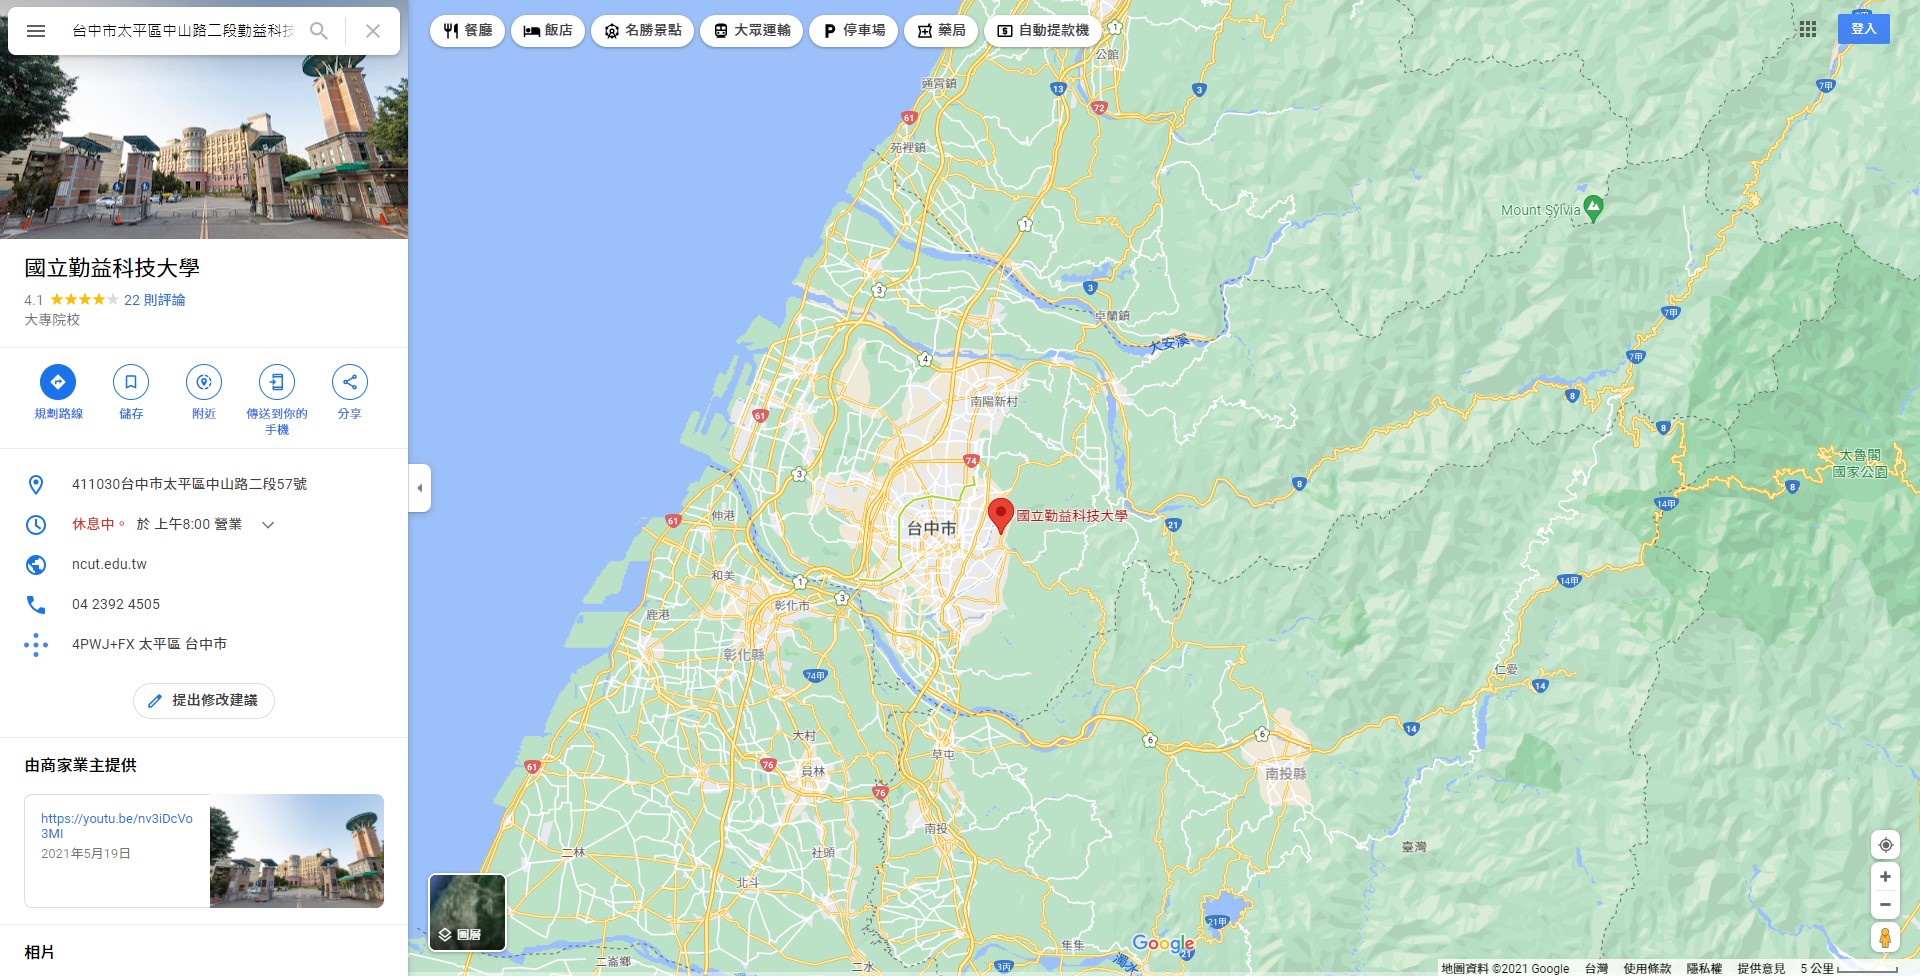 台中市太平區中山路二段勤益科技
餐廳
飯店
名勝景點
大眾運輸
停車場
藥局
自動提款機
登入
國立勤益科技大學
4.1
22 則評論
大專院校
規劃路線
儲存
附近
傳送到你的
手機
分享
411030台中市太平區中山路二段57號
休息中。 於 上午8:00 營業
ncut.edu.tw
04 2392 4505
4PWJ+FX 太平區 台中市
提出修改建議
由商家業主提供
https://youtu.be/nv3iDcVo
3MI
2021年5月19日
相片
公館
1
通霄鎮
13
3
72
7甲
61
苑裡鎮
Mount Sylvia
1
3
3
卓蘭鎮
7甲
大安溪
4
7甲
8
南陽新村
61
8
74
3
太魯閣
國家公園
8
8
14甲
61
伸港
台中市
國立勤益科技大學
21
和美
1
3
14甲
彰化市
鹿港
彰化縣
74甲
仁愛
14
14
6
6
大村
草屯
61
76
員林
南投縣
76
南投
臺灣
二林
社頭
北斗
21甲
集集
21
二崙鄉
二水
3丙
濁水
圖層
Google
地圖資料 ©2021 Google
台灣
使用條款
隱私權
提供意見
5 公里